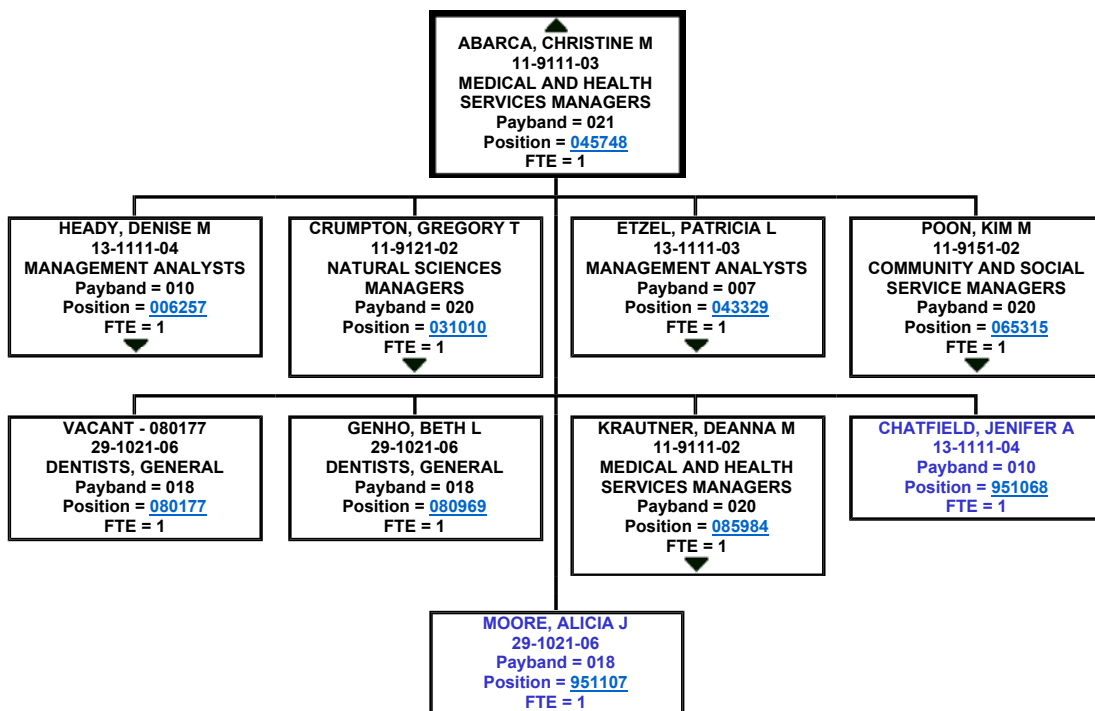 ABARCA, CHRISTINE M
11-9111-03
MEDICAL AND HEALTH
SERVICES MANAGERS
Payband = 021
Position = 045748
FTE = 1
HEADY, DENISE M
13-1111-04
MANAGEMENT ANALYSTS
Payband = 010
Position = 006257
FTE = 1
CRUMPTON, GREGORY T
11-9121-02
NATURAL SCIENCES
MANAGERS
Payband = 020
Position = 031010
FTE = 1
ETZEL, PATRICIA L
13-1111-03
MANAGEMENT ANALYSTS
Payband = 007
Position = 043329
FTE = 1
POON, KIM M
11-9151-02
COMMUNITY AND SOCIAL
SERVICE MANAGERS
Payband = 020
Position = 065315
FTE = 1
VACANT - 080177
29-1021-06
DENTISTS, GENERAL
Payband = 018
Position = 080177
FTE = 1
GENHO, BETH L
29-1021-06
DENTISTS, GENERAL
Payband = 018
Position = 080969
FTE = 1
KRAUTNER, DEANNA M
11-9111-02
MEDICAL AND HEALTH
SERVICES MANAGERS
Payband = 020
Position = 085984
FTE = 1
CHATFIELD, JENIFER A
13-1111-04
Payband = 010
Position = 951068
FTE = 1
MOORE, ALICIA J
29-1021-06
Payband = 018
Position = 951107
FTE = 1